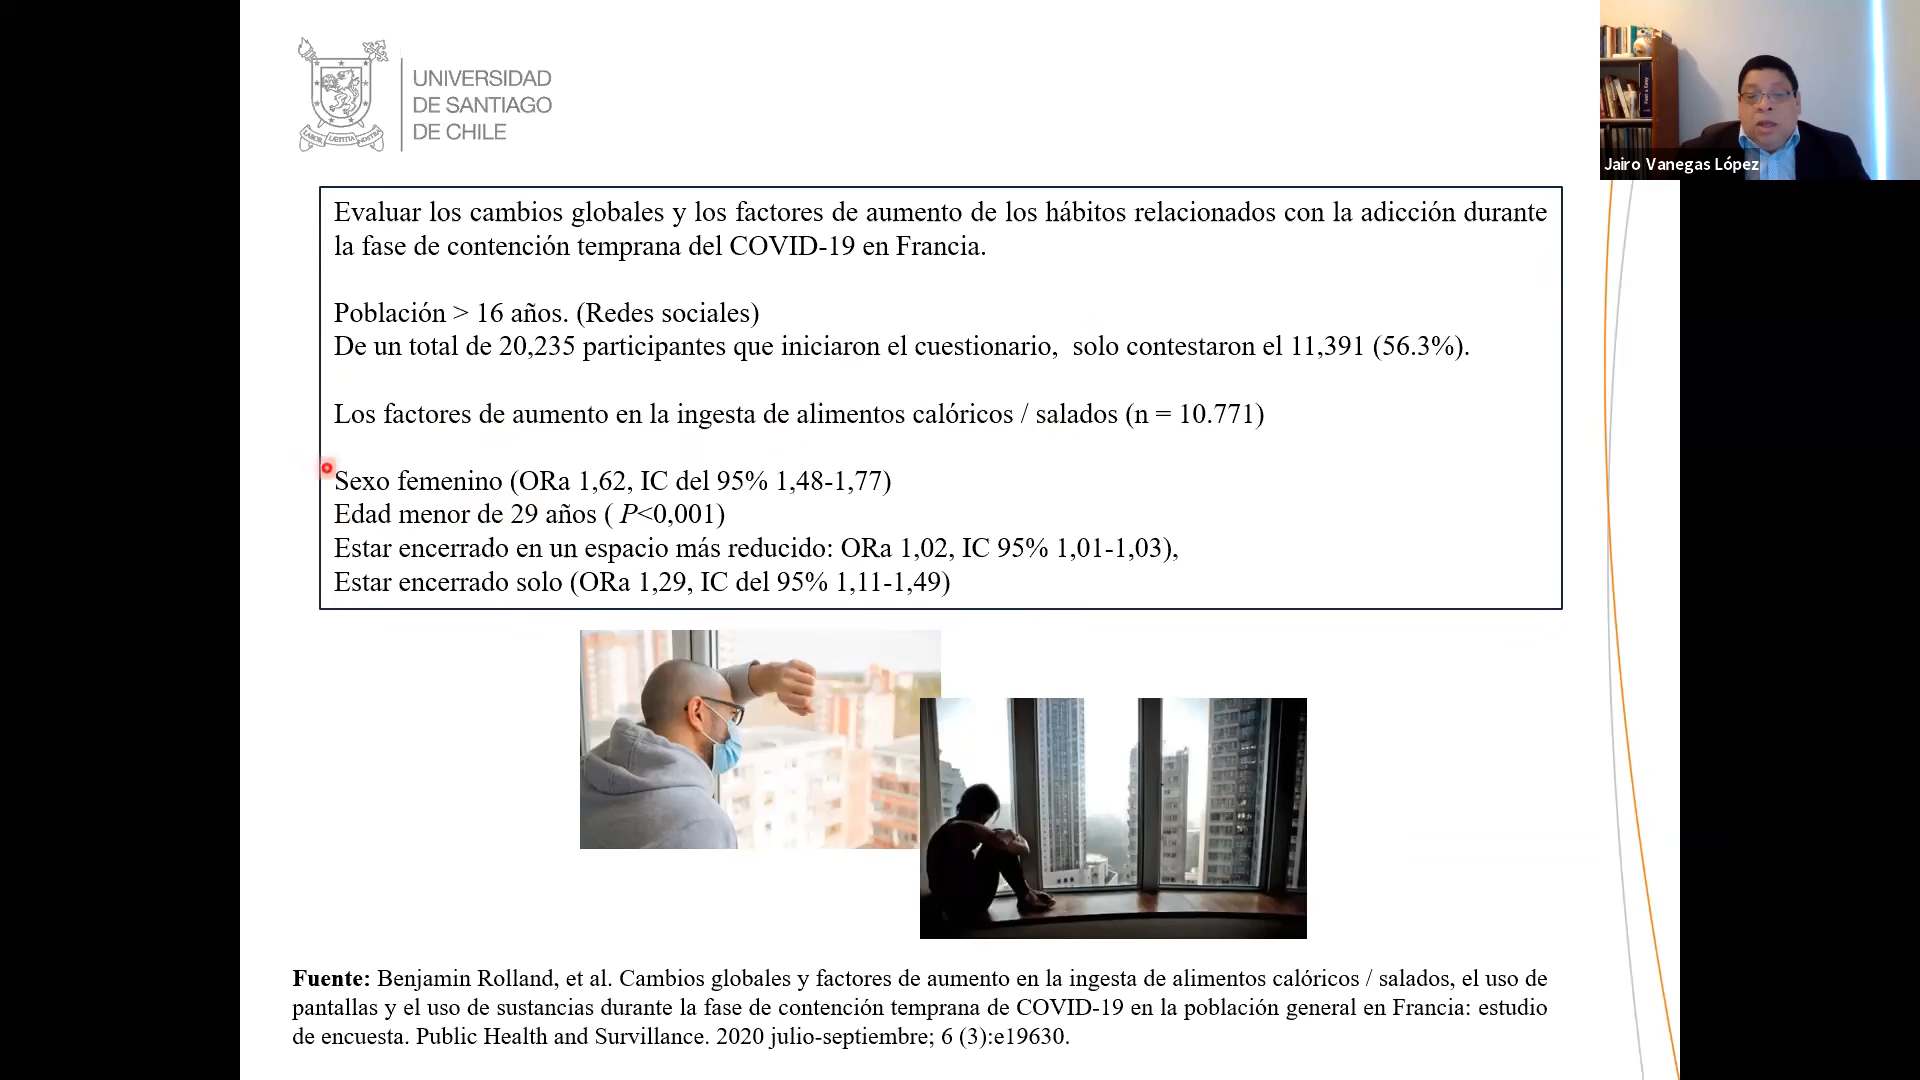 UNIVERSIDAD
DE SANTIAGO
DE CHILE
LABOR LÆTITIA NOSTRA
Jairo Vanegas López
Evaluar los cambios globales y los factores de aumento de los hábitos relacionados con la adicción durante
la fase de contención temprana del COVID-19 en Francia.
Población > 16 años. (Redes sociales)
De un total de 20,235 participantes que iniciaron el cuestionario, solo contestaron el 11,391 (56.3%).
Los factores de aumento en la ingesta de alimentos calóricos / salados (n = 10.771)
Sexo femenino (ORa 1,62, IC del 95% 1,48-1,77)
Edad menor de 29 años ( P<0,001)
Estar encerrado en un espacio más reducido: ORa 1,02, IC 95% 1,01-1,03),
Estar encerrado solo (ORa 1,29, IC del 95% 1,11-1,49)
Fuente: Benjamin Rolland, et al. Cambios globales y factores de aumento en la ingesta de alimentos calóricos / salados, el uso de
pantallas y el uso de sustancias durante la fase de contención temprana de COVID-19 en la población general en Francia: estudio
de encuesta. Public Health and Survillance. 2020 julio-septiembre; 6 (3):e19630.